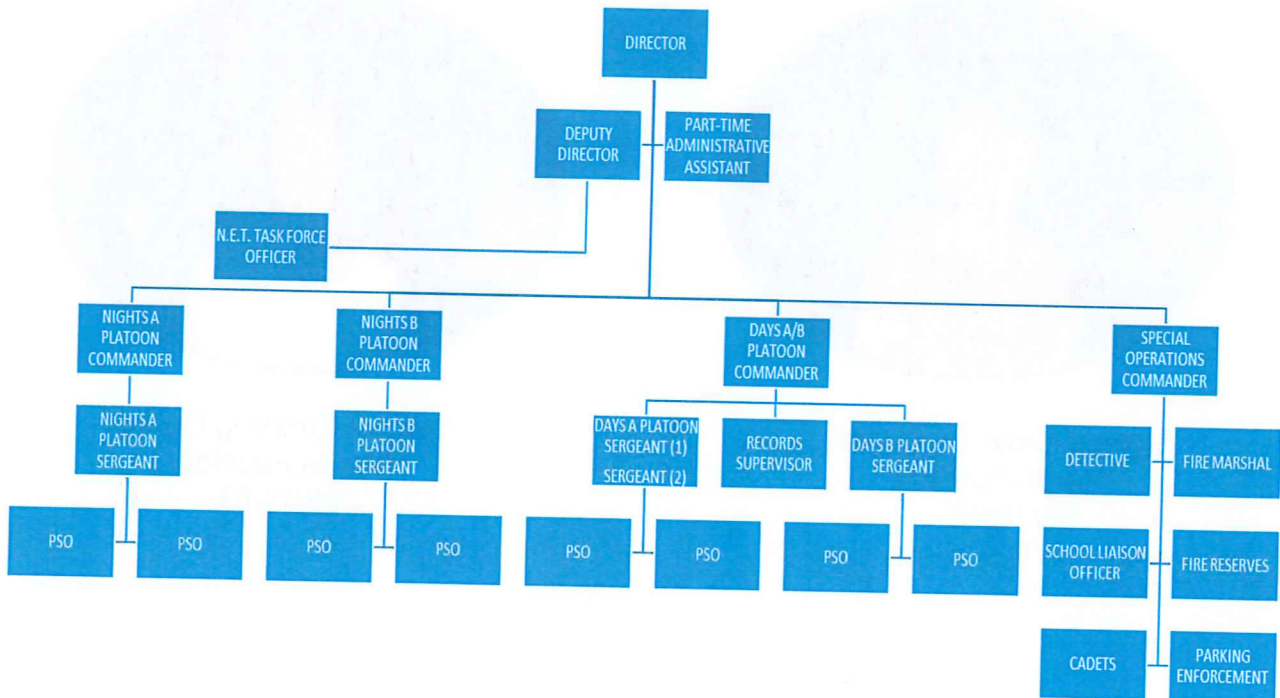 DIRECTOR
DEPUTY
DIRECTOR
PART-TIME
ADMINISTRATIVE
ASSISTANT
N.E.T. TASK FORCE
OFFICER
NIGHTS A
PLATOON
COMMANDER
NIGHTS B
PLATOON
COMMANDER
DAYS A/B
PLATOON
COMMANDER
SPECIAL
OPERATIONS
COMMANDER
NIGHTS A
PLATOON
SERGEANT
NIGHTS B
PLATOON
SERGEANT
DAYS A PLATOON
SERGEANT (1)
SERGEANT (2)
RECORDS
SUPERVISOR
DAYS B PLATOON
SERGEANT
DETECTIVE
FIRE MARSHAL
PSO
PSO
PSO
PSO
PSO
PSO
PSO
PSO
SCHOOL LIAISON
OFFICER
FIRE RESERVES
CADETS
PARKING
ENFORCEMENT